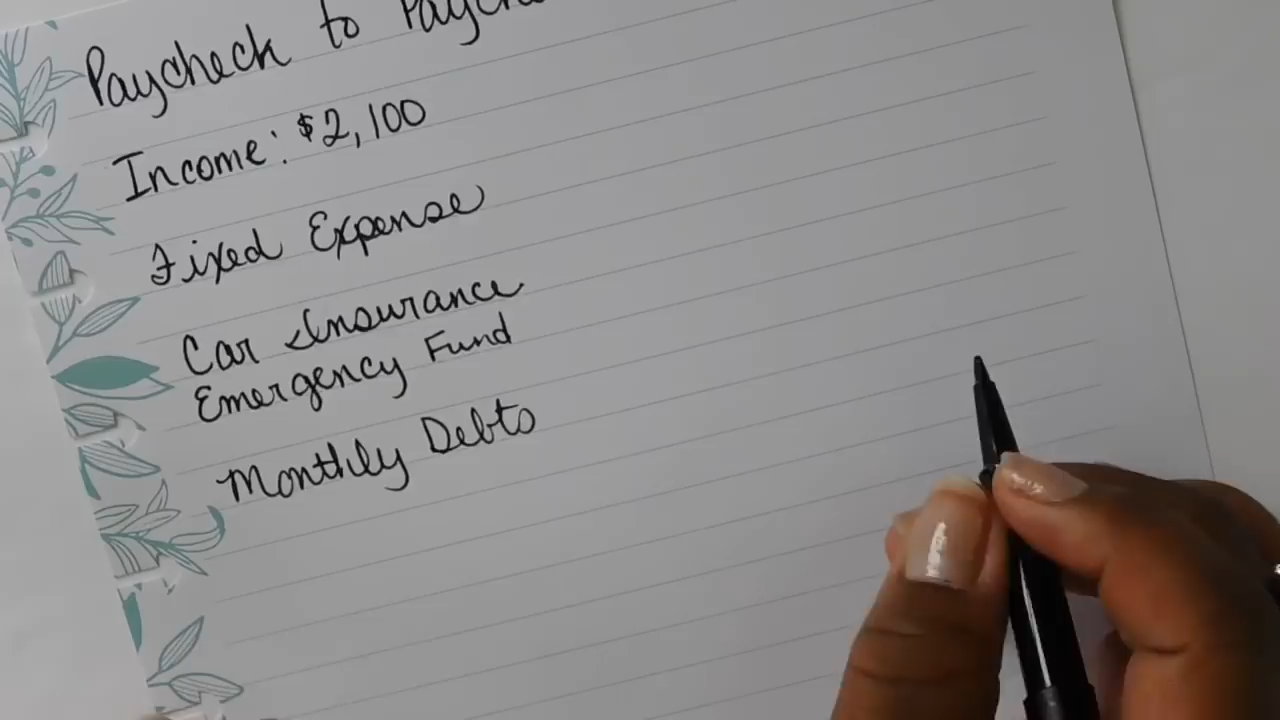 Paycheck to
Income: $2,100
Fixed Expense
Car Insurance
Emergency Fund
Monthly Debts